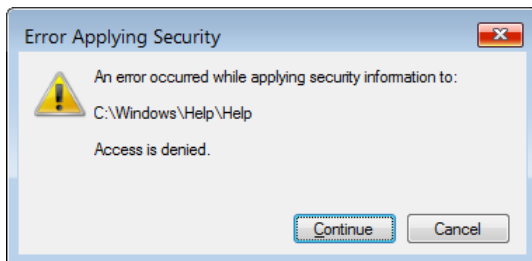 Error Applying Security
An error occurred while applying security information to:
C:\Windows\Help\Help
Access is denied.
Continue
Cancel